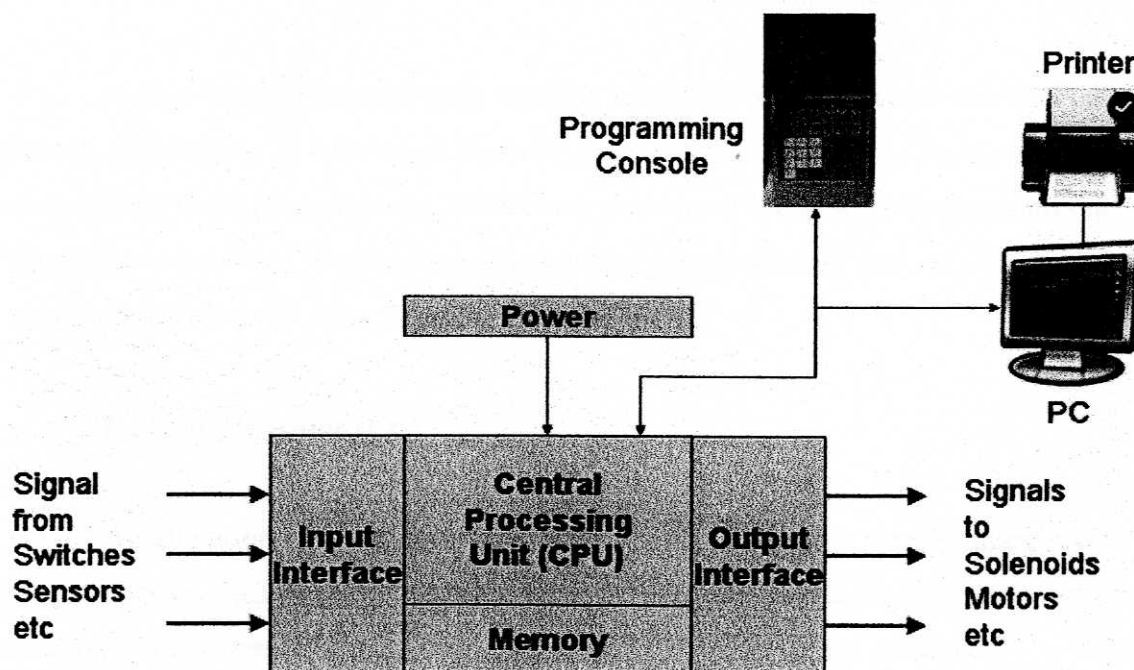 Printer
Programming
Console
Power
PC
Signal
from
Switches
Sensors
etc
Input
Interface
Central
Processing
Unit (CPU)
Memory
Output
Interface
Signals
to
Solenoids
Motors
etc